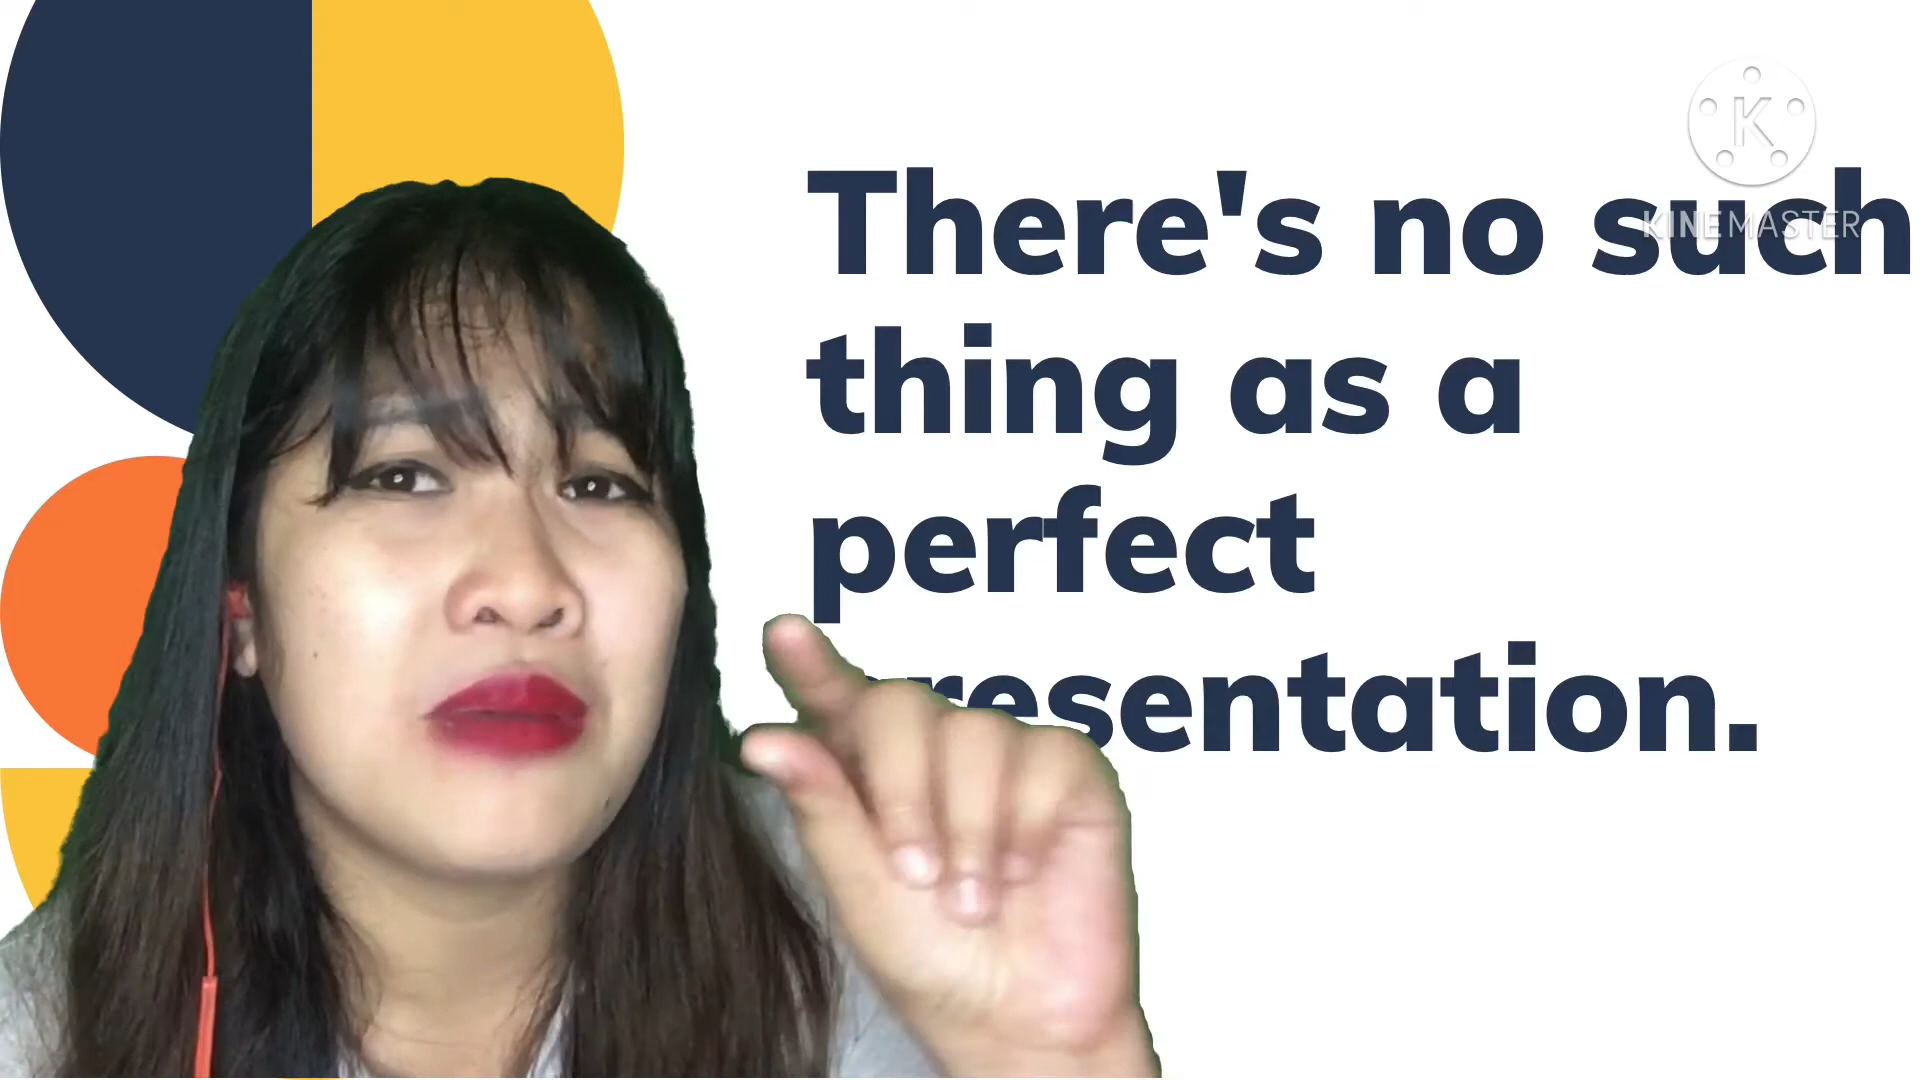 There's no such
thing as a
perfect
presentation.
K
KINEMASTER